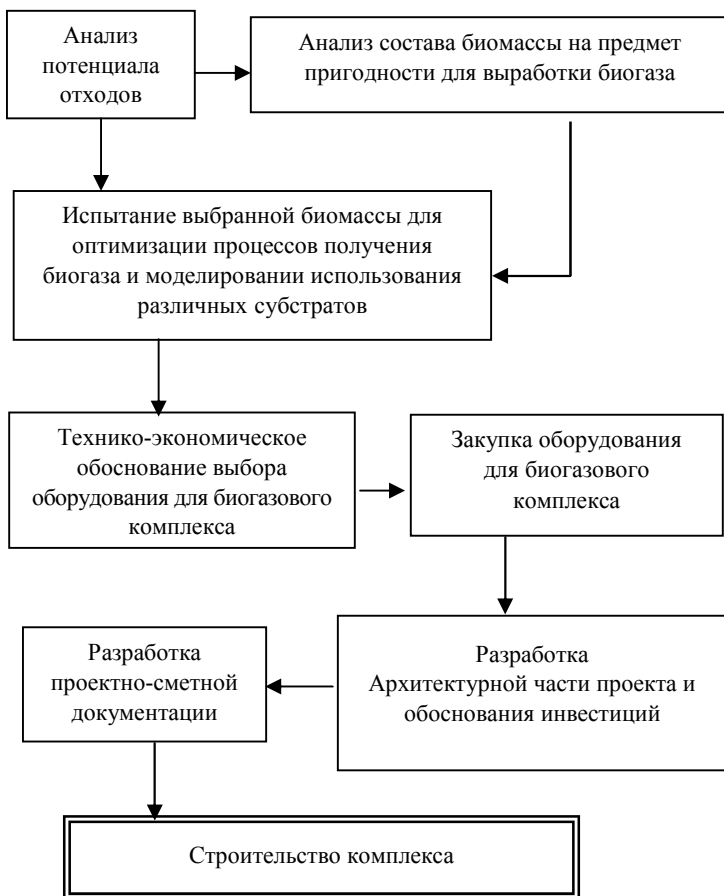 Анализ
потенциала
отходов
Анализ состава биомассы на предмет
пригодности для выработки биогаза
Испытание выбранной биомассы для
оптимизации процессов получения
биогаза и моделировании использования
различных субстратов
Технико-экономическое
обоснование выбора
оборудования для биогазового
комплекса
Закупка оборудования
для биогазового
комплекса
Разработка
Архитектурной части проекта и
обоснования инвестиций
Разработка
проектно-сметной
документации
Строительство комплекса